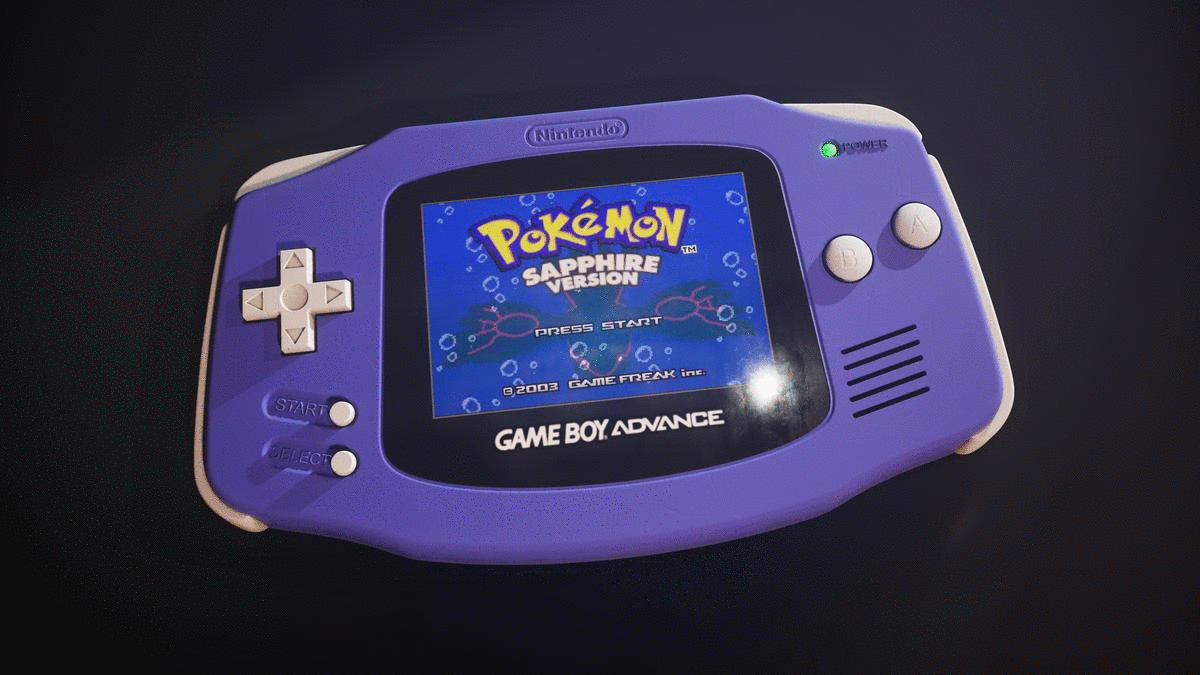 Nintendo
POWER
POKéMON
TM
SAPPHIRE
VERSION
PRESS START
©2003 GAME FREAK inc.
GAME BOY ADVANCE
A
B
START
SELECT